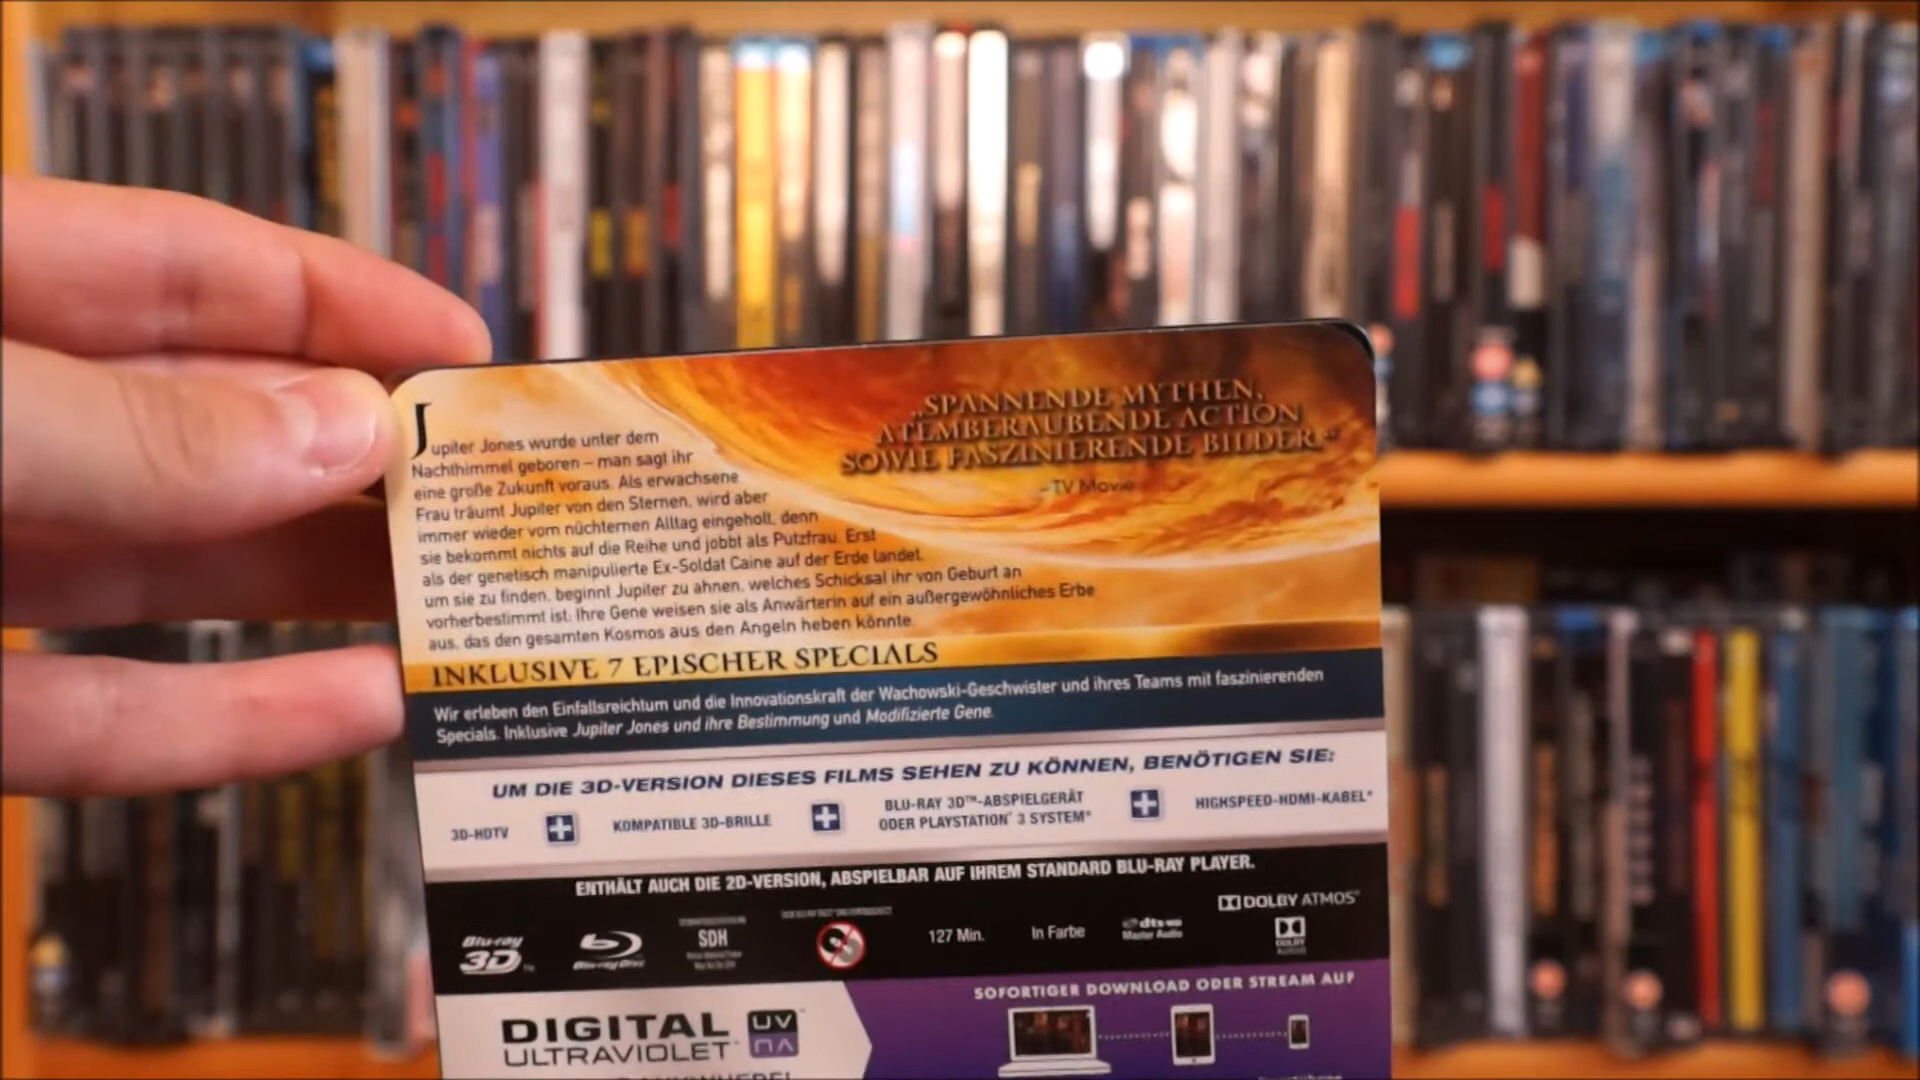 „SPANNENDE MYTHEN,
ATEMBERAUBENDE ACTION
SOWIE FASZINIERENDE BILDER.“
– TV Movie
Jupiter Jones wurde unter dem
Nachthimmel geboren – man sagt ihr
eine große Zukunft voraus. Als erwachsene
Frau träumt Jupiter von den Sternen, wird aber
immer wieder vom nüchternen Alltag eingeholt, denn
sie bekommt nichts auf die Reihe und jobbt als Putzfrau. Erst
als der genetisch manipulierte Ex-Soldat Caine auf der Erde landet,
um sie zu finden, beginnt Jupiter zu ahnen, welches Schicksal ihr von Geburt an
vorherbestimmt ist: Ihre Gene weisen sie als Anwärterin auf ein außergewöhnliches Erbe
aus, das den gesamten Kosmos aus den Angeln heben könnte.
INKLUSIVE 7 EPISCHER SPECIALS
Wir erleben den Einfallsreichtum und die Innovationskraft der Wachowski-Geschwister und ihres Teams mit faszinierenden
Specials. Inklusive Jupiter Jones und ihre Bestimmung und Modifizierte Gene.
UM DIE 3D-VERSION DIESES FILMS SEHEN ZU KÖNNEN, BENÖTIGEN SIE:
3D-HDTV + KOMPATIBLE 3D-BRILLE + BLU-RAY 3D™-ABSPIELGERÄT + HIGHSPEED-HDMI-KABEL*
ODER PLAYSTATION® 3 SYSTEM*
ENTHÄLT AUCH DIE 2D-VERSION, ABSPIELBAR AUF IHREM STANDARD BLU-RAY PLAYER.
DOLBY ATMOS®
Blu-ray 3D™ Blu-ray Disc SDH 127 Min. In Farbe dts Master Audio DOLBY
SOFORTIGER DOWNLOAD ODER STREAM AUF
DIGITAL UV
ULTRAVIOLET